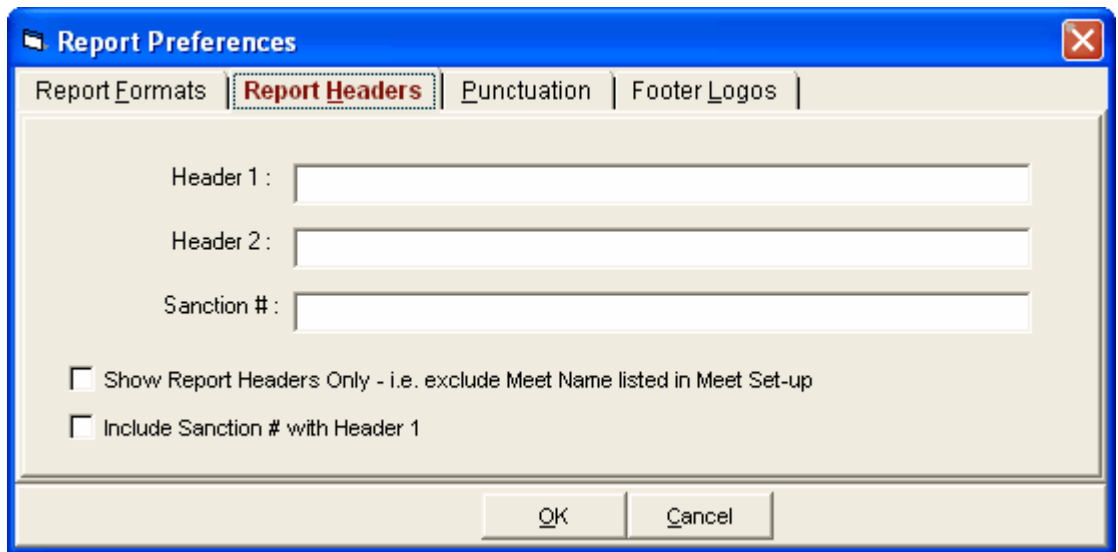 Report Preferences
Report Formats Report Headers Punctuation Footer Logos
Header 1 :
Header 2 :
Sanction # :
Show Report Headers Only - i.e. exclude Meet Name listed in Meet Set-up
Include Sanction # with Header 1
OK Cancel